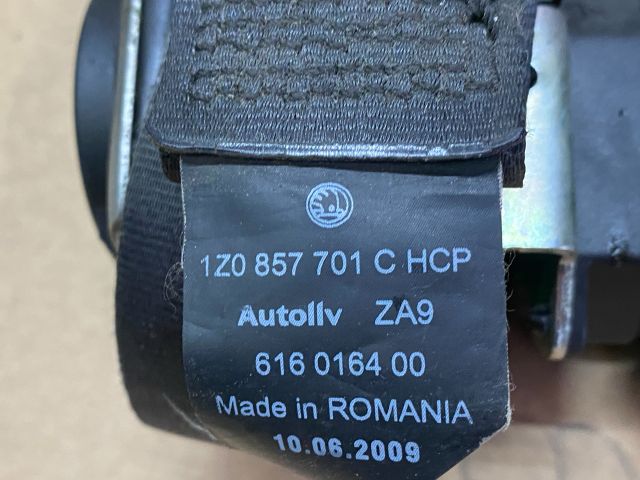 1Z0 857 701 C HCP
Autoliv ZA9
616 0164 00
Made in ROMANIA
10.06.2009